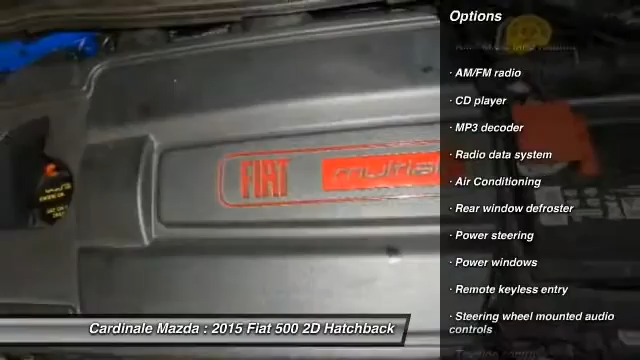 Options
· AM/FM radio
· CD player
· MP3 decoder
· Radio data system
· Air Conditioning
· Rear window defroster
· Power steering
· Power windows
· Remote keyless entry
· Steering wheel mounted audio
controls
FIAT
Cardinale Mazda : 2015 Fiat 500 2D Hatchback